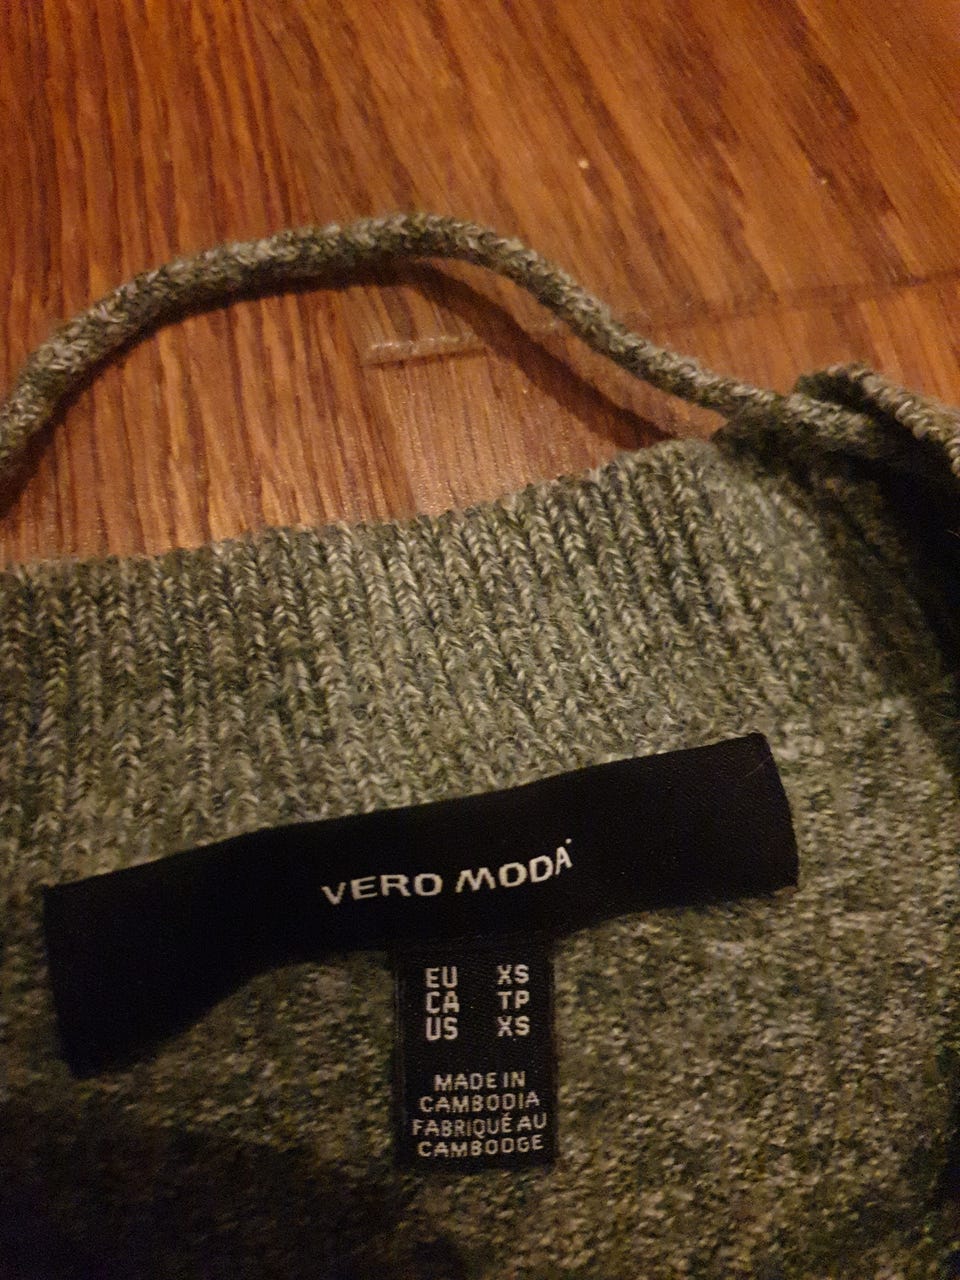 VERO MODA
EU XS
CA TP
US XS
MADE IN
CAMBODIA
FABRIQUÉ AU
CAMBODGE